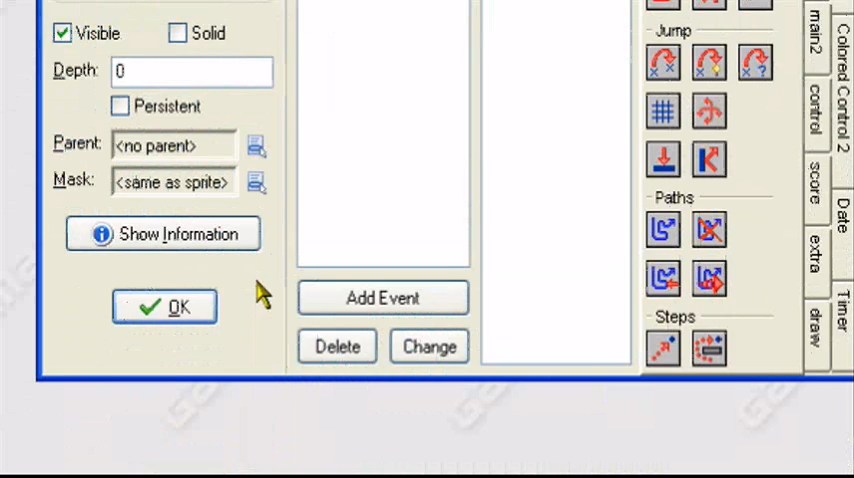 Visible
Solid
Depth:
0
Persistent
Parent:
<no parent>
Mask:
<same as sprite>
Show Information
OK
Add Event
Delete
Change
Jump
Paths
Steps
main2
control
score
extra
draw
Colored Control 2
Date
Timer